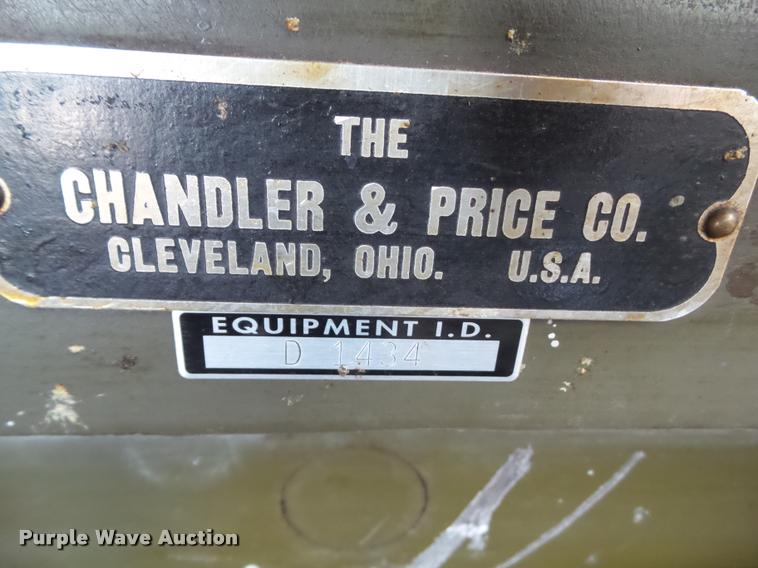 THE
CHANDLER & PRICE CO.
CLEVELAND, OHIO. U.S.A.
EQUIPMENT I.D.
D 1434
Purple Wave Auction